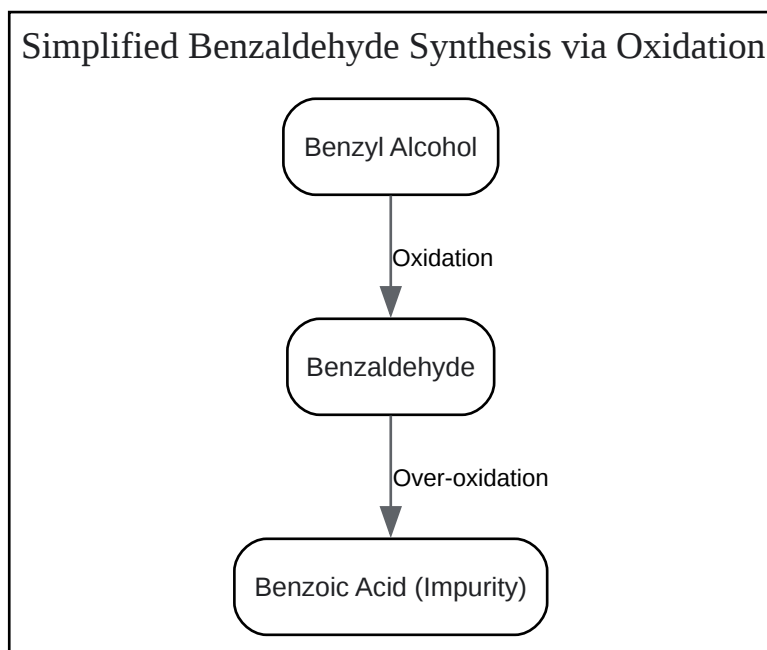 Simplified Benzaldehyde Synthesis via Oxidation
Benzyl Alcohol
Oxidation
Benzaldehyde
Over-oxidation
Benzoic Acid (Impurity)